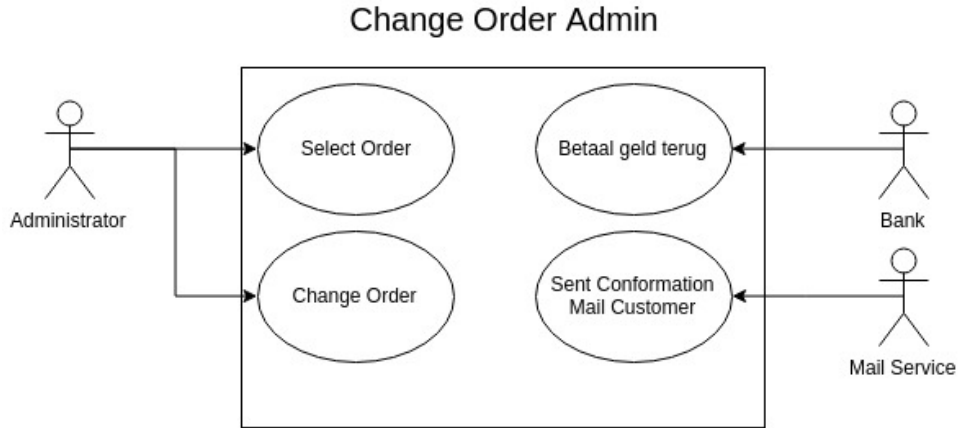 Change Order Admin
Select Order
Betaal geld terug
Administrator
Bank
Change Order
Sent Conformation
Mail Customer
Mail Service